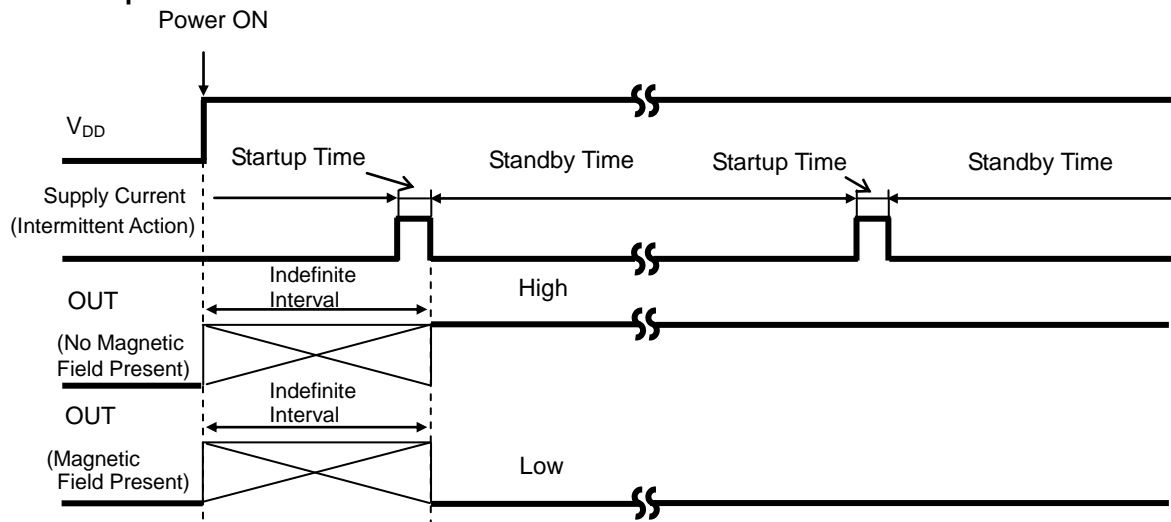 Power ON
VDD
Startup Time
Standby Time
Startup Time
Standby Time
Supply Current
(Intermittent Action)
Indefinite
Interval
High
OUT
(No Magnetic
Field Present)
Indefinite
Interval
OUT
(Magnetic
Field Present)
Low